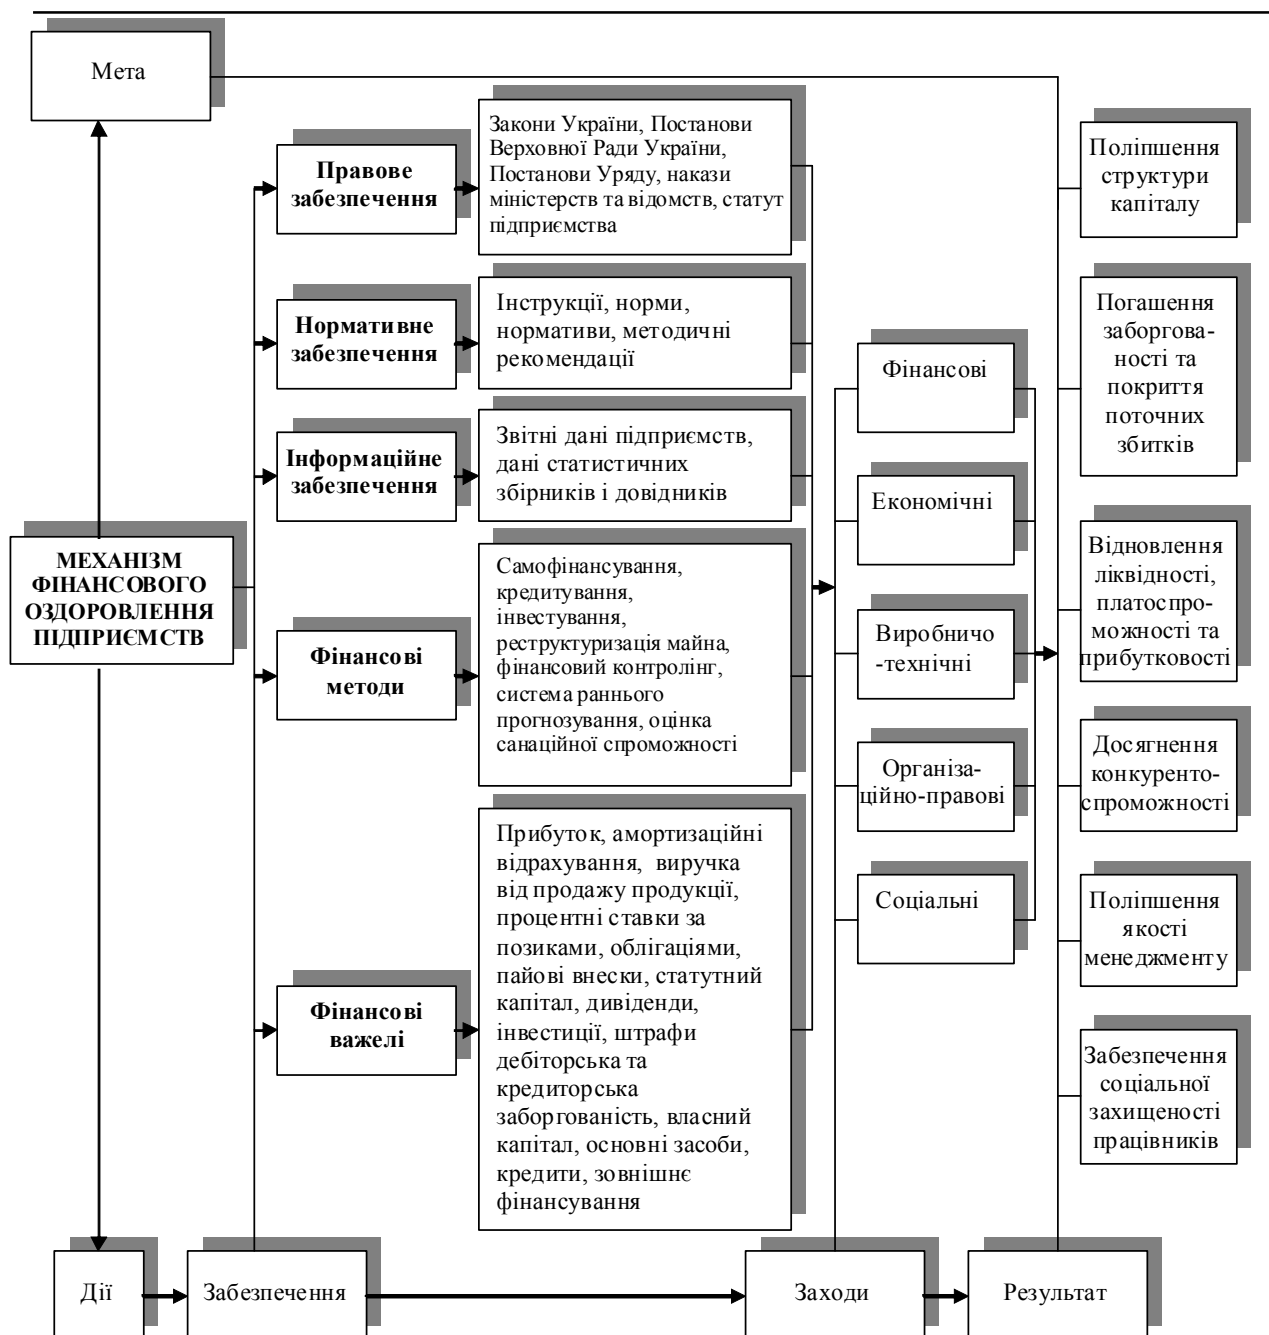 Мета
МЕХАНІЗМ
ФІНАНСОВОГО
ОЗДОРОВЛЕННЯ
ПІДПРИЄМСТВ
Правове
забезпечення
Закони України, Постанови
Верховної Ради України,
Постанови Уряду, накази
міністерств та відомств, статут
підприємства
Нормативне
забезпечення
Інструкції, норми,
нормативи, методичні
рекомендації
Інформаційне
забезпечення
Звітні дані підприємств,
дані статистичних
збірників і довідників
Фінансові
методи
Самофінансування,
кредитування,
інвестування,
реструктуризація майна,
фінансовий контролінг,
система раннього
прогнозування, оцінка
санаційної спроможності
Фінансові
важелі
Прибуток, амортизаційні
відрахування, виручка
від продажу продукції,
процентні ставки за
позиками, облігаціями,
пайові внески, статутний
капітал, дивіденди,
інвестиції, штрафи
дебіторська та
кредиторська
заборгованість, власний
капітал, основні засоби,
кредити, зовнішнє
фінансування
Фінансові
Економічні
Виробничо
-технічні
Організа-
ційно-правові
Соціальні
Поліпшення
структури
капіталу
Погашення
заборгова-
ності та
покриття
поточних
збитків
Відновлення
ліквідності,
платоспро-
можності та
прибутковості
Досягнення
конкуренто-
спроможності
Поліпшення
якості
менеджменту
Забезпечення
соціальної
захищеності
працівників
Дії
Забезпечення
Заходи
Результат